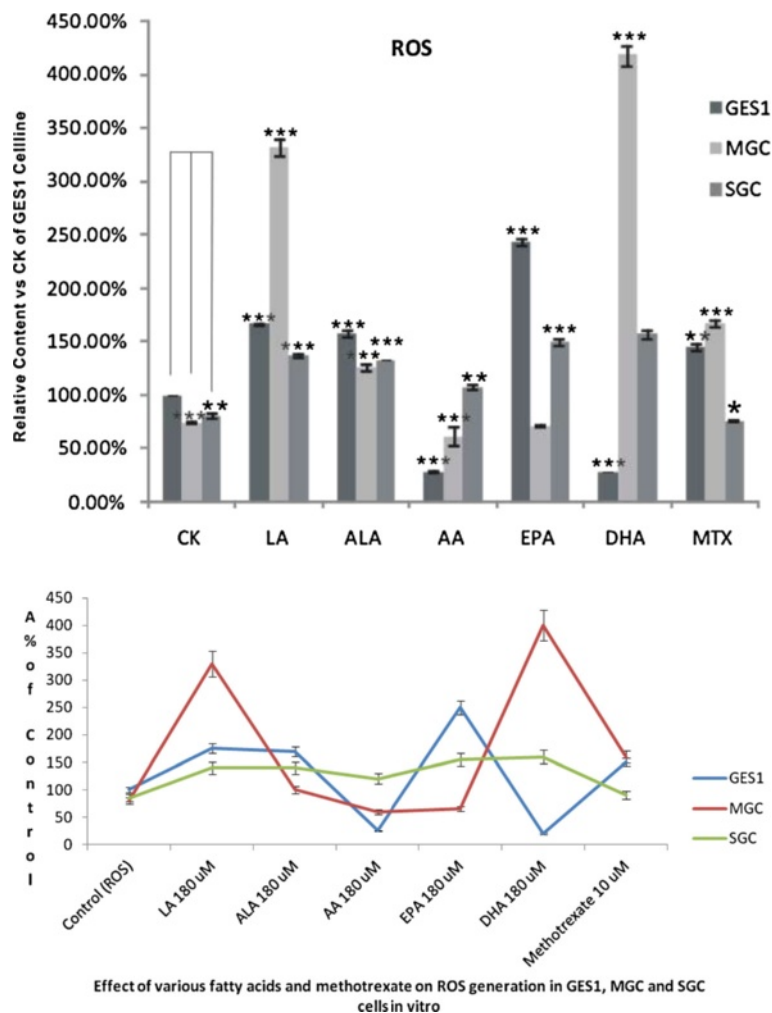 450.00%
ROS
400.00%
350.00%
300.00%
250.00%
200.00%
150.00%
100.00%
50.00%
0.00%
Relative Content vs CK of GES1 Cellline
***
***
***
***
***
***
***
***
***
***
***
**
***
***
***
**
***
*
**
GES1
MGC
SGC
CK LA ALA AA EPA DHA MTX
A% of Control
450
400
350
300
250
200
150
100
50
0
GES1
MGC
SGC
Control (ROS)
LA 180 uM
ALA 180 uM
AA 180 uM
EPA 180 uM
DHA 180 uM
Methotrexate 10 uM
Effect of various fatty acids and methotrexate on ROS generation in GES1, MGC and SGC
cells in vitro